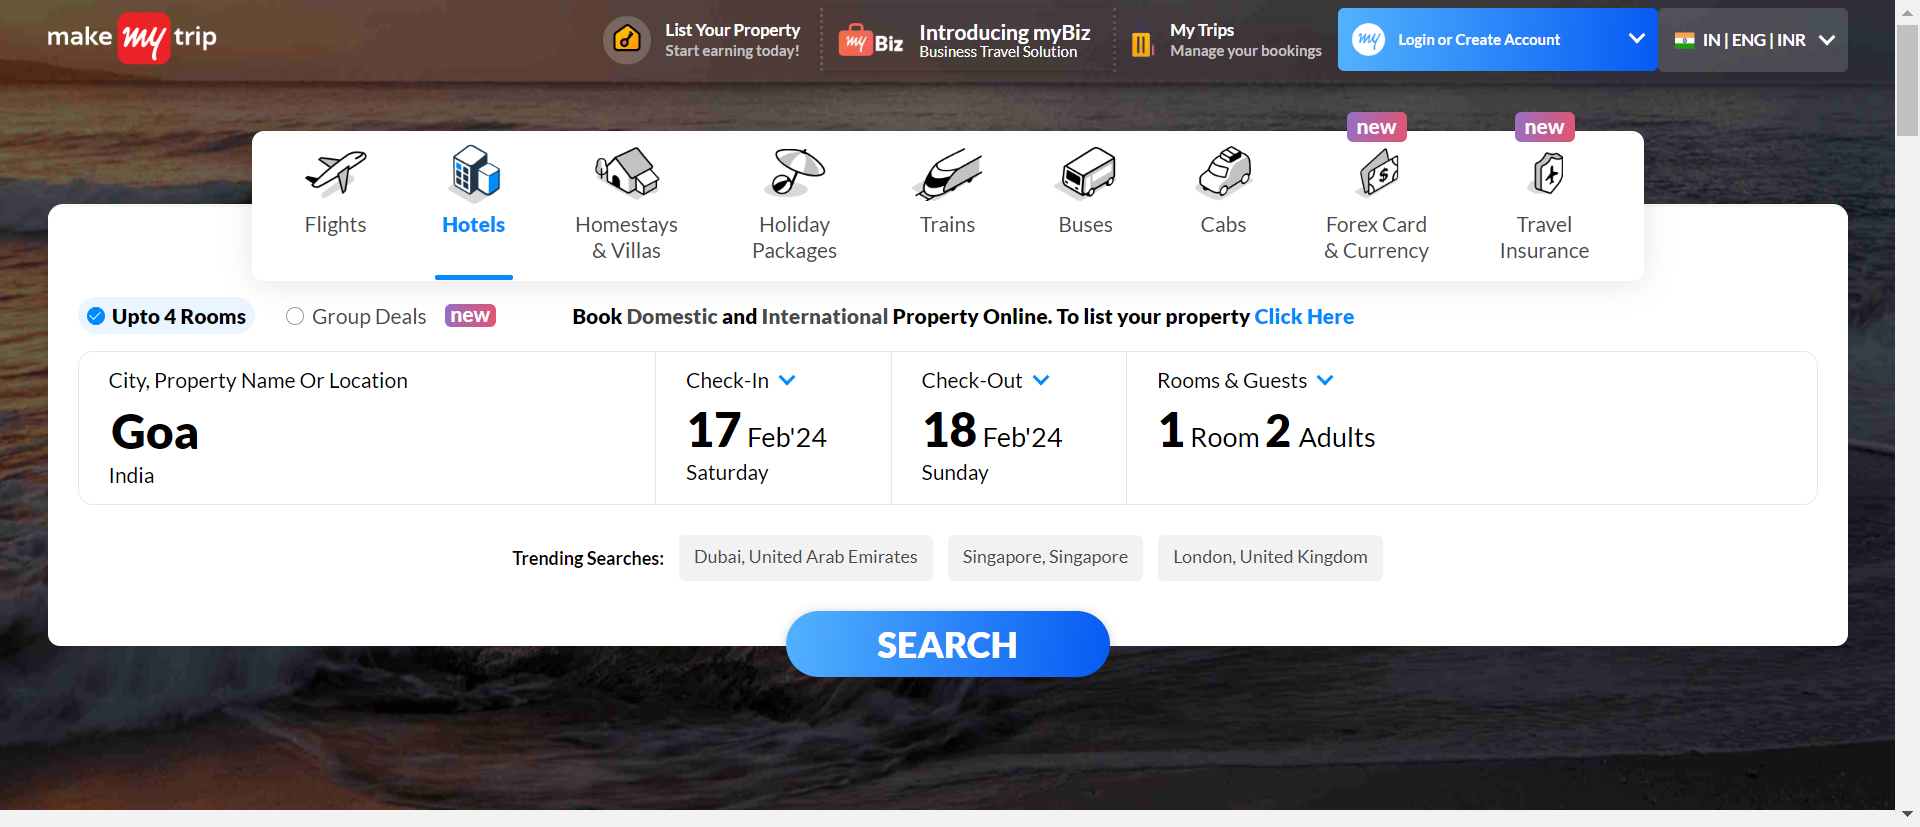 make my trip
List Your Property
Start earning today!
my Biz
Introducing myBiz
Business Travel Solution
My Trips
Manage your bookings
my
Login or Create Account
IN | ENG | INR
new
new
Flights
Hotels
Homestays
& Villas
Holiday
Packages
Trains
Buses
Cabs
Forex Card
& Currency
Travel
Insurance
Upto 4 Rooms
Group Deals
new
Book Domestic and International Property Online. To list your property Click Here
City, Property Name Or Location
Goa
India
Check-In
17 Feb'24
Saturday
Check-Out
18 Feb'24
Sunday
Rooms & Guests
1 Room 2 Adults
Trending Searches:
Dubai, United Arab Emirates
Singapore, Singapore
London, United Kingdom
SEARCH